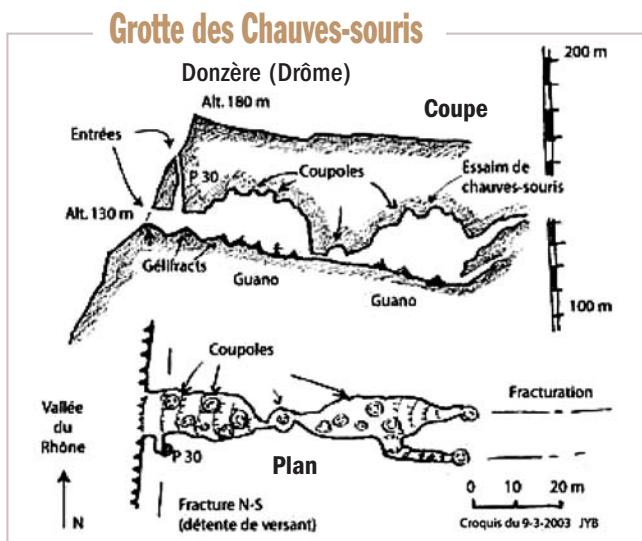 Grotte des Chauves-souris
Donzère (Drôme)
200 m
Alt. 180 m
Coupe
Entrées
P 30
Coupoles
Essaim de
chauves-souris
Alt. 130 m
Gélifracts
Guano
Guano
100 m
Coupoles
Fracturation
Vallée
du
Rhône
P 30
Plan
N
Fracture N-S
(détente de versant)
0 10 20 m
Croquis du 9-3-2003 JYB